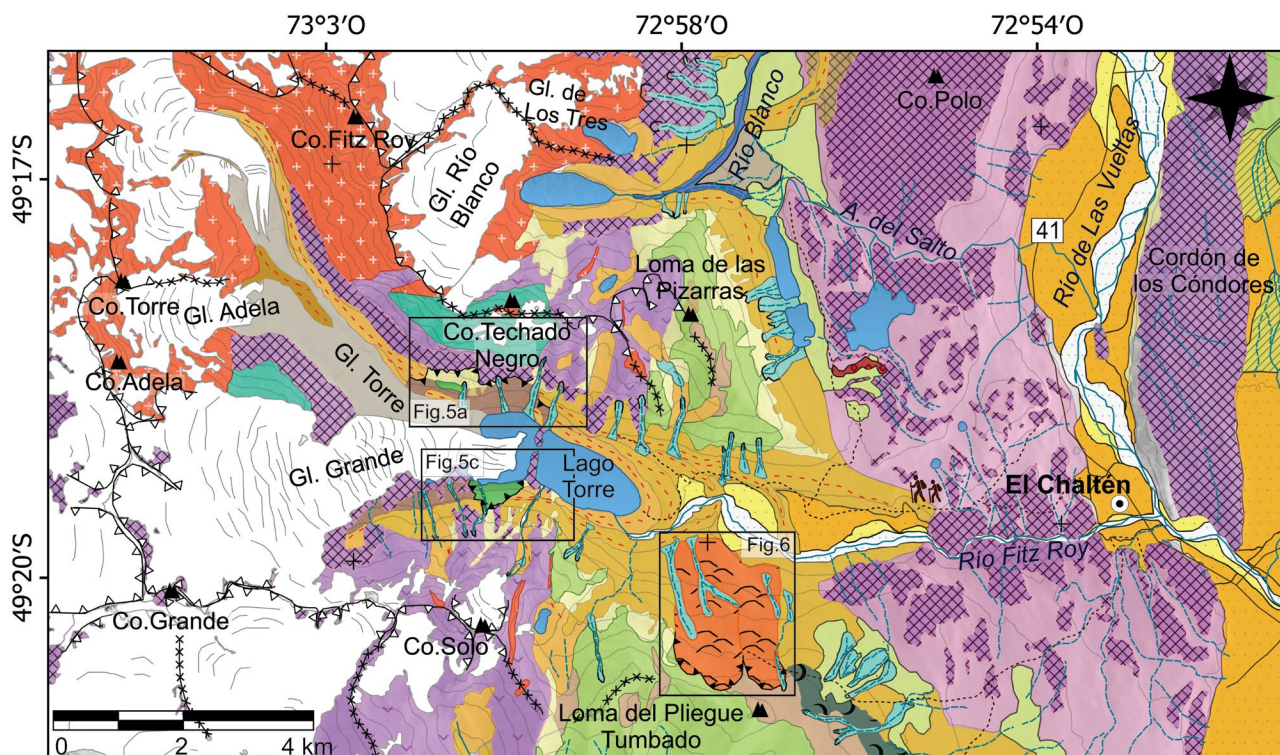 73°3′O
72°58′O
72°54′O
49°17′S
49°20′S
Co.Fitz Roy
Gl. de
Los Tres
Gl. Río
Blanco
Río Blanco
Co.Polo
A. del Salto
41
Río de Las Vueltas
Cordón de
los Cóndores
Loma de las
Pizarras
Co.Torre
Gl. Adela
Co.Adela
Gl. Torre
Co.Techado
Negro
Fig.5a
Gl. Grande
Fig.5c
Lago
Torre
El Chaltén
Río Fitz Roy
Fig.6
Co.Grande
Co.Solo
Loma del Pliegue
Tumbado
0 2 4 km